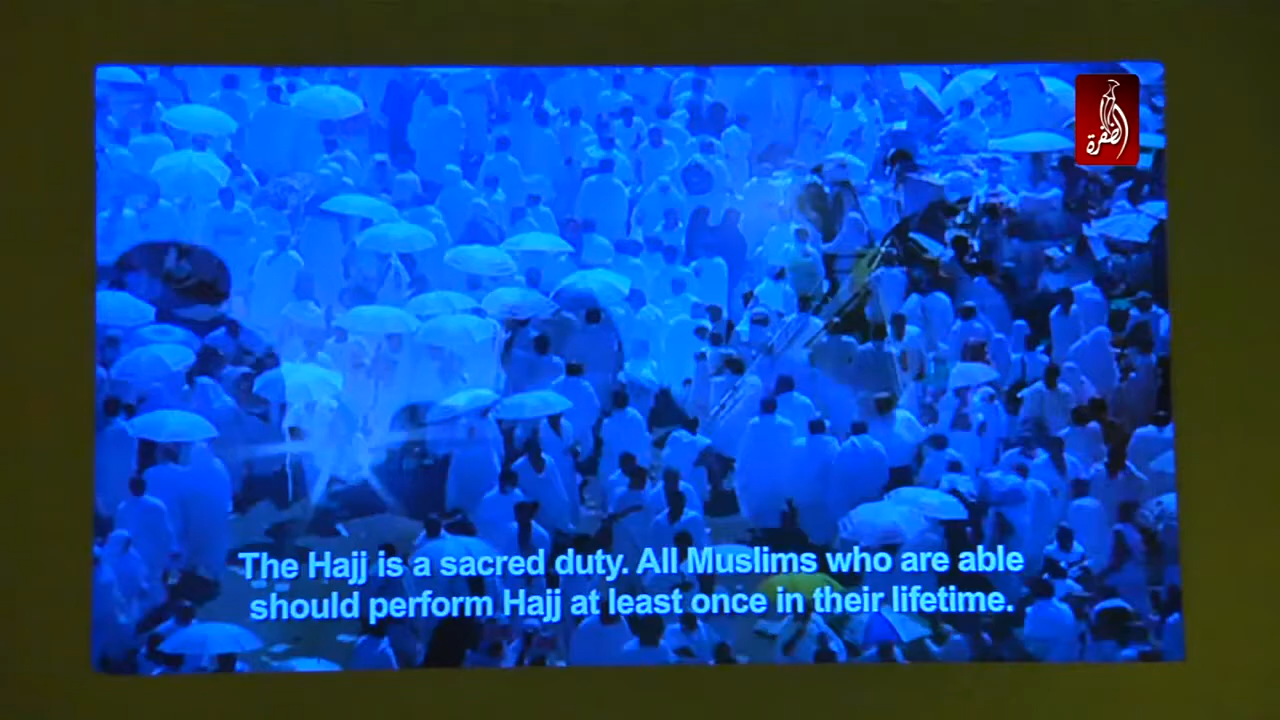 الظفرة
The Hajj is a sacred duty. All Muslims who are able
should perform Hajj at least once in their lifetime.